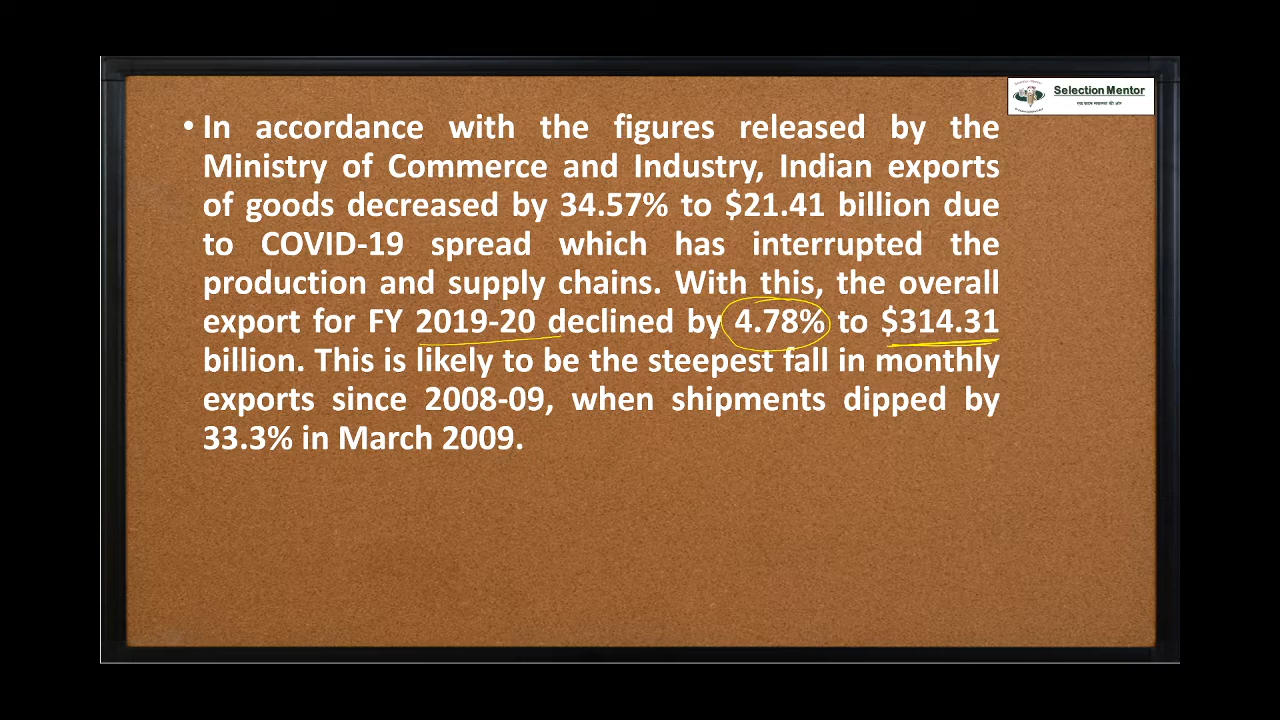 Selection Mentor
एक कदम सफलता की ओर
• In accordance with the figures released by the
Ministry of Commerce and Industry, Indian exports
of goods decreased by 34.57% to $21.41 billion due
to COVID-19 spread which has interrupted the
production and supply chains. With this, the overall
export for FY 2019-20 declined by 4.78% to $314.31
billion. This is likely to be the steepest fall in monthly
exports since 2008-09, when shipments dipped by
33.3% in March 2009.